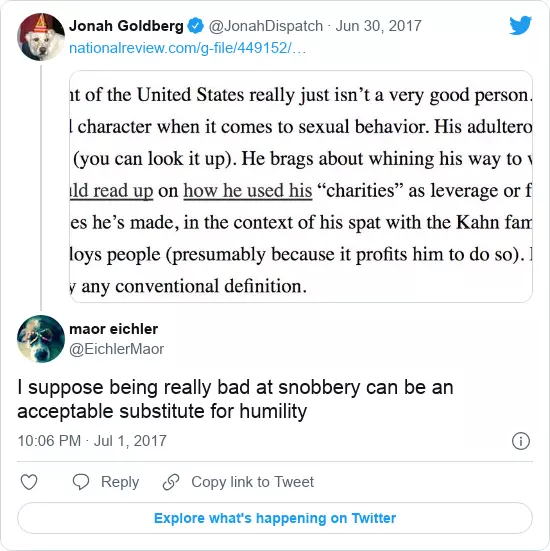 Jonah Goldberg @JonahDispatch · Jun 30, 2017
nationalreview.com/g-file/449152/…
nt of the United States really just isn’t a very good person.
l character when it comes to sexual behavior. His adultero
(you can look it up). He brags about whining his way to v
ld read up on how he used his “charities” as leverage or f
es he’s made, in the context of his spat with the Kahn fam
loys people (presumably because it profits him to do so). I
y any conventional definition.
maor eichler
@EichlerMaor
I suppose being really bad at snobbery can be an
acceptable substitute for humility
10:06 PM · Jul 1, 2017
Reply Copy link to Tweet
Explore what's happening on Twitter